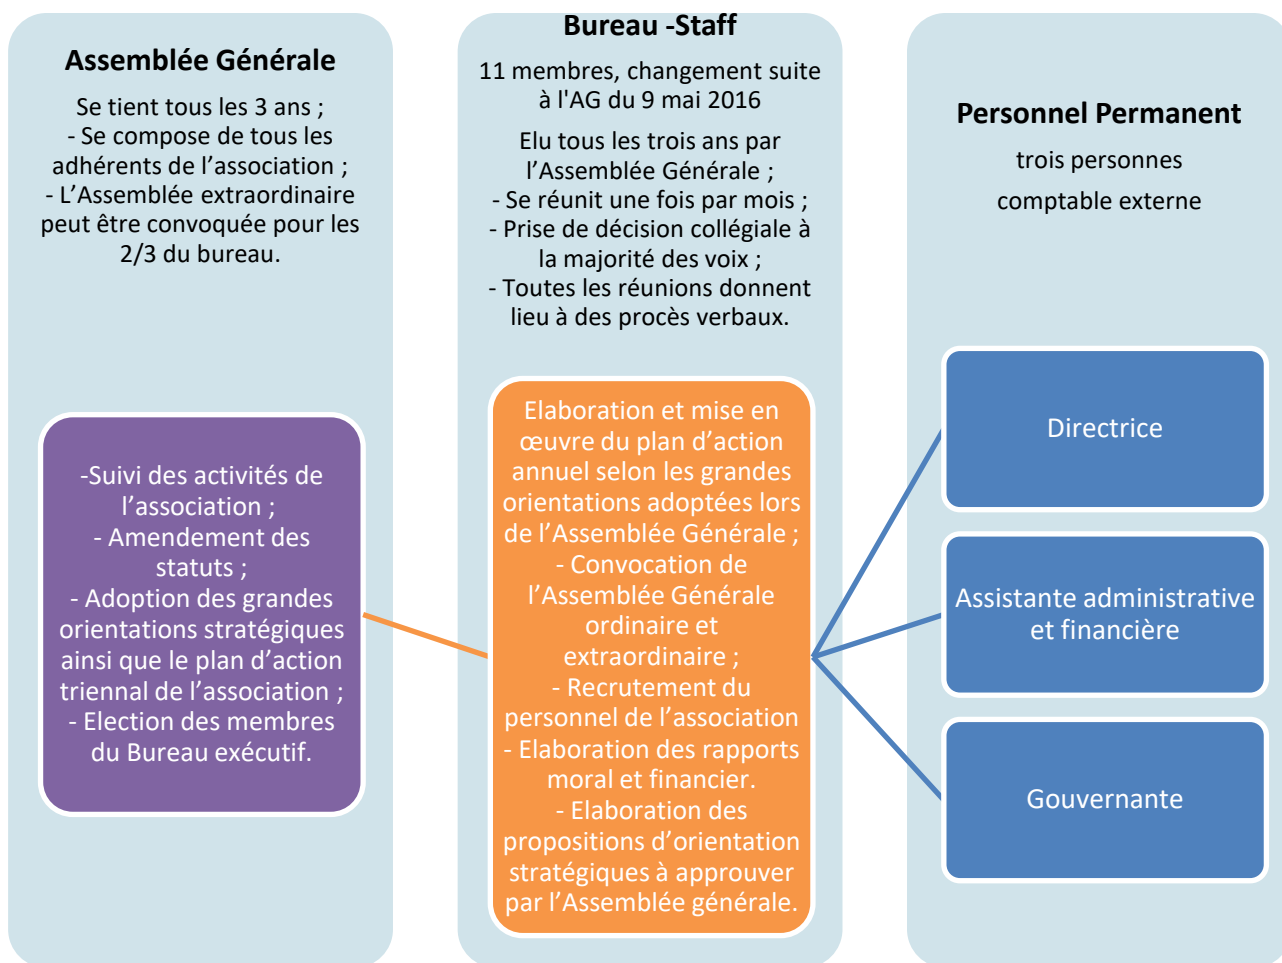 Assemblée Générale
Se tient tous les 3 ans ;
- Se compose de tous les
adhérents de l’association ;
- L’Assemblée extraordinaire
peut être convoquée pour les
2/3 du bureau.
-Suivi des activités de
l’association ;
- Amendement des
statuts ;
- Adoption des grandes
orientations stratégiques
ainsi que le plan d’action
triennal de l’association ;
- Election des membres
du Bureau exécutif.
Bureau -Staff
11 membres, changement suite
à l'AG du 9 mai 2016
Elu tous les trois ans par
l’Assemblée Générale ;
- Se réunit une fois par mois ;
- Prise de décision collégiale à
la majorité des voix ;
- Toutes les réunions donnent
lieu à des procès verbaux.
Elaboration et mise en
œuvre du plan d’action
annuel selon les grandes
orientations adoptées lors
de l’Assemblée Générale ;
- Convocation de
l’Assemblée Générale
ordinaire et
extraordinaire ;
- Recrutement du
personnel de l’association
- Elaboration des rapports
moral et financier.
- Elaboration des
propositions d’orientation
stratégiques à approuver
par l’Assemblée générale.
Personnel Permanent
trois personnes
comptable externe
Directrice
Assistante administrative
et financière
Gouvernante